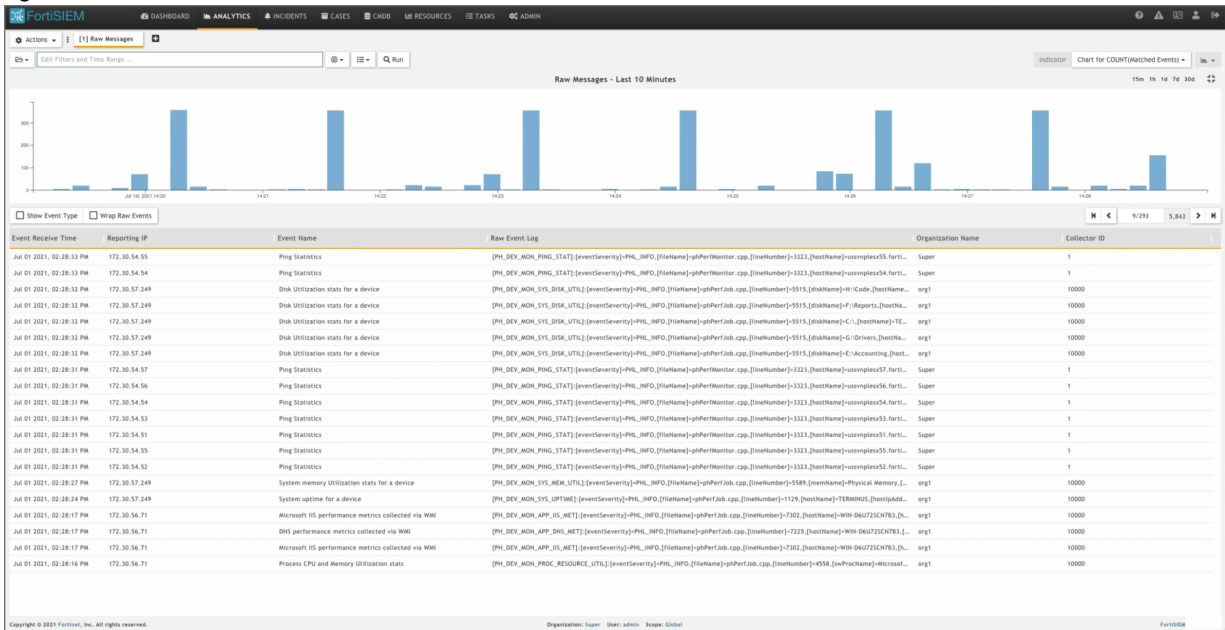 FortiSIEM DASHBOARD ANALYTICS INCIDENTS CASES CMDB RESOURCES TASKS ADMIN
Actions [1] Raw Messages
Edit Filters and Time Range... Run Indicator Chart for COUNT(Matched Events)
Raw Messages - Last 10 Minutes 15m 1h 1d 7d 30d
300
200
100
0
Jul 1st, 2021 14:20 14:21 14:22 14:23 14:24 14:25 14:26 14:27 14:28
Show Event Type Wrap Raw Events 9/293 5,843
Event Receive Time Reporting IP Event Name Raw Event Log Organization Name Collector ID
Jul 01 2021, 02:28:33 PM 172.30.54.55 Ping Statistics [PH_DEV_MON_PING_STAT]:[eventSeverity]=PHL_INFO,[fileName]=phPerfMonitor.cpp,[lineNumber]=3323,[hostName]=ussvnplesx55.forti... Super 1
Jul 01 2021, 02:28:33 PM 172.30.54.54 Ping Statistics [PH_DEV_MON_PING_STAT]:[eventSeverity]=PHL_INFO,[fileName]=phPerfMonitor.cpp,[lineNumber]=3323,[hostName]=ussvnplesx54.forti... Super 1
Jul 01 2021, 02:28:32 PM 172.30.57.249 Disk Utilization stats for a device [PH_DEV_MON_SYS_DISK_UTIL]:[eventSeverity]=PHL_INFO,[fileName]=phPerfJob.cpp,[lineNumber]=5515,[diskName]=H:\Code,[hostName... org1 10000
Jul 01 2021, 02:28:32 PM 172.30.57.249 Disk Utilization stats for a device [PH_DEV_MON_SYS_DISK_UTIL]:[eventSeverity]=PHL_INFO,[fileName]=phPerfJob.cpp,[lineNumber]=5515,[diskName]=F:\Reports,[hostNa... org1 10000
Jul 01 2021, 02:28:32 PM 172.30.57.249 Disk Utilization stats for a device [PH_DEV_MON_SYS_DISK_UTIL]:[eventSeverity]=PHL_INFO,[fileName]=phPerfJob.cpp,[lineNumber]=5515,[diskName]=C:\,[hostName]=TE... org1 10000
Jul 01 2021, 02:28:32 PM 172.30.57.249 Disk Utilization stats for a device [PH_DEV_MON_SYS_DISK_UTIL]:[eventSeverity]=PHL_INFO,[fileName]=phPerfJob.cpp,[lineNumber]=5515,[diskName]=G:\Drivers,[hostNa... org1 10000
Jul 01 2021, 02:28:32 PM 172.30.57.249 Disk Utilization stats for a device [PH_DEV_MON_SYS_DISK_UTIL]:[eventSeverity]=PHL_INFO,[fileName]=phPerfJob.cpp,[lineNumber]=5515,[diskName]=E:\Accounting,[host... org1 10000
Jul 01 2021, 02:28:31 PM 172.30.54.57 Ping Statistics [PH_DEV_MON_PING_STAT]:[eventSeverity]=PHL_INFO,[fileName]=phPerfMonitor.cpp,[lineNumber]=3323,[hostName]=ussvnplesx57.forti... Super 1
Jul 01 2021, 02:28:31 PM 172.30.54.56 Ping Statistics [PH_DEV_MON_PING_STAT]:[eventSeverity]=PHL_INFO,[fileName]=phPerfMonitor.cpp,[lineNumber]=3323,[hostName]=ussvnplesx56.forti... Super 1
Jul 01 2021, 02:28:31 PM 172.30.54.54 Ping Statistics [PH_DEV_MON_PING_STAT]:[eventSeverity]=PHL_INFO,[fileName]=phPerfMonitor.cpp,[lineNumber]=3323,[hostName]=ussvnplesx54.forti... Super 1
Jul 01 2021, 02:28:31 PM 172.30.54.53 Ping Statistics [PH_DEV_MON_PING_STAT]:[eventSeverity]=PHL_INFO,[fileName]=phPerfMonitor.cpp,[lineNumber]=3323,[hostName]=ussvnplesx53.forti... Super 1
Jul 01 2021, 02:28:31 PM 172.30.54.51 Ping Statistics [PH_DEV_MON_PING_STAT]:[eventSeverity]=PHL_INFO,[fileName]=phPerfMonitor.cpp,[lineNumber]=3323,[hostName]=ussvnplesx51.forti... Super 1
Jul 01 2021, 02:28:31 PM 172.30.54.55 Ping Statistics [PH_DEV_MON_PING_STAT]:[eventSeverity]=PHL_INFO,[fileName]=phPerfMonitor.cpp,[lineNumber]=3323,[hostName]=ussvnplesx55.forti... Super 1
Jul 01 2021, 02:28:31 PM 172.30.54.52 Ping Statistics [PH_DEV_MON_PING_STAT]:[eventSeverity]=PHL_INFO,[fileName]=phPerfMonitor.cpp,[lineNumber]=3323,[hostName]=ussvnplesx52.forti... Super 1
Jul 01 2021, 02:28:27 PM 172.30.57.249 System memory Utilization stats for a device [PH_DEV_MON_SYS_MEM_UTIL]:[eventSeverity]=PHL_INFO,[fileName]=phPerfJob.cpp,[lineNumber]=5589,[memName]=Physical Memory,[... org1 10000
Jul 01 2021, 02:28:24 PM 172.30.57.249 System uptime for a device [PH_DEV_MON_SYS_UPTIME]:[eventSeverity]=PHL_INFO,[fileName]=phPerfJob.cpp,[lineNumber]=1129,[hostName]=TERMINUS,[hostIpAdd... org1 10000
Jul 01 2021, 02:28:17 PM 172.30.56.71 Microsoft IIS performance metrics collected via WMI [PH_DEV_MON_APP_IIS_MET]:[eventSeverity]=PHL_INFO,[fileName]=phPerfJob.cpp,[lineNumber]=7302,[hostName]=WIN-D6U72SCN7B3,[h... org1 10000
Jul 01 2021, 02:28:17 PM 172.30.56.71 DNS performance metrics collected via WMI [PH_DEV_MON_APP_DNS_MET]:[eventSeverity]=PHL_INFO,[fileName]=phPerfJob.cpp,[lineNumber]=7225,[hostName]=WIN-D6U72SCN7B3,[... org1 10000
Jul 01 2021, 02:28:17 PM 172.30.56.71 Microsoft IIS performance metrics collected via WMI [PH_DEV_MON_APP_IIS_MET]:[eventSeverity]=PHL_INFO,[fileName]=phPerfJob.cpp,[lineNumber]=7302,[hostName]=WIN-D6U72SCN7B3,[h... org1 10000
Jul 01 2021, 02:28:16 PM 172.30.56.71 Process CPU and Memory Utilization stats [PH_DEV_MON_PROC_RESOURCE_UTIL]:[eventSeverity]=PHL_INFO,[fileName]=phPerfJob.cpp,[lineNumber]=4558,[swProcName]=Microsof... org1 10000
Copyright © 2021 Fortinet, Inc. All rights reserved. Organization: Super User: admin Scope: Global FortiSIEM